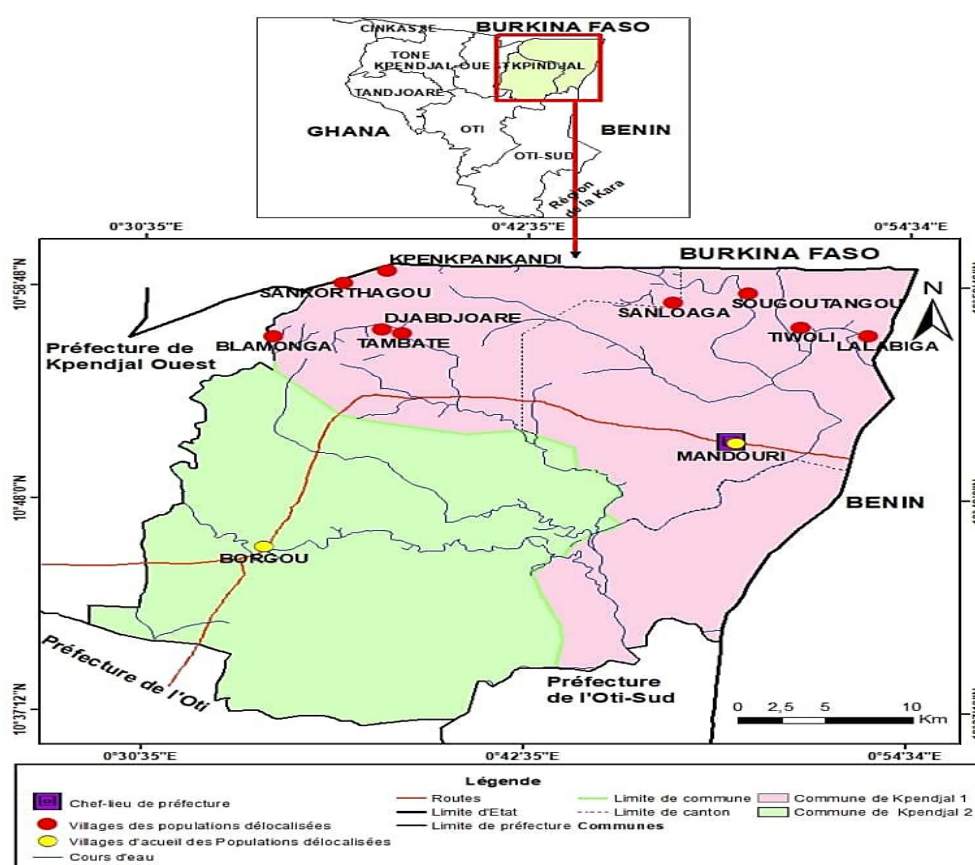 CINKASSE
BURKINA FASO
TONE
KPENDJAL-OUEST
KPINDJAL
TANDJOARE
GHANA
OTI
BENIN
OTI-SUD
Région
de la Kara
0°30'35"E
0°42'35"E
0°54'34"E
BURKINA FASO
10°58'48"N
KPENKPANKANDI
SANKORTHAGOU
N
SANLOAGA
SOUGOUTANGOU
DJABDJOARE
TAMBATE
BLAMONGA
TIWOLI
LALABIGA
Préfecture de
Kpendjal Ouest
MANDOURI
10°48'0"N
BENIN
BORGOU
Préfecture de l'Oti
Préfecture
de l'Oti-Sud
10°37'12"N
0
2,5
5
10
Km
0°30'35"E
0°42'35"E
0°54'34"E
Légende
Chef-lieu de préfecture
Villages des populations délocalisées
Villages d'acueil des Populations délocalisées
Cours d'eau
Routes
Limite d'Etat
Limite de préfecture
Limite de commune
Limite de canton
Communes
Commune de Kpendjal 1
Commune de Kpendjal 2